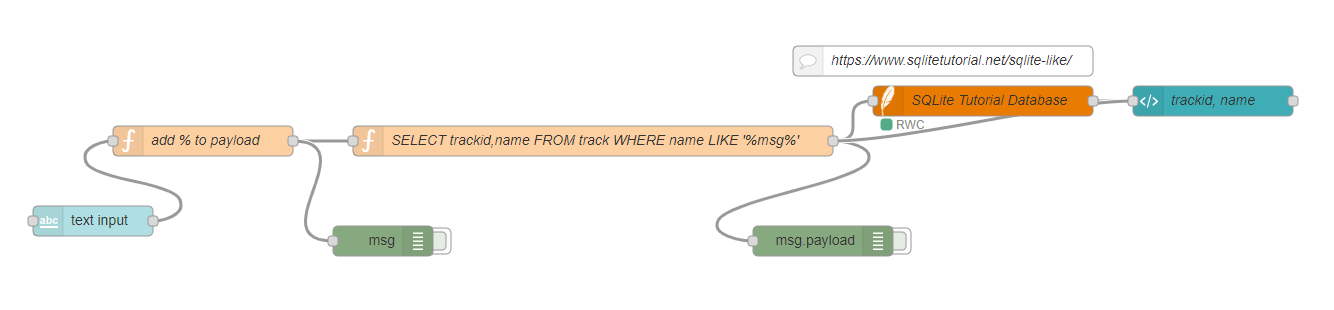 https://www.sqlitetutorial.net/sqlite-like/
SQLite Tutorial Database
trackid, name
RWC
add % to payload
SELECT trackid,name FROM track WHERE name LIKE '%msg%'
abc
text input
msg
msg.payload